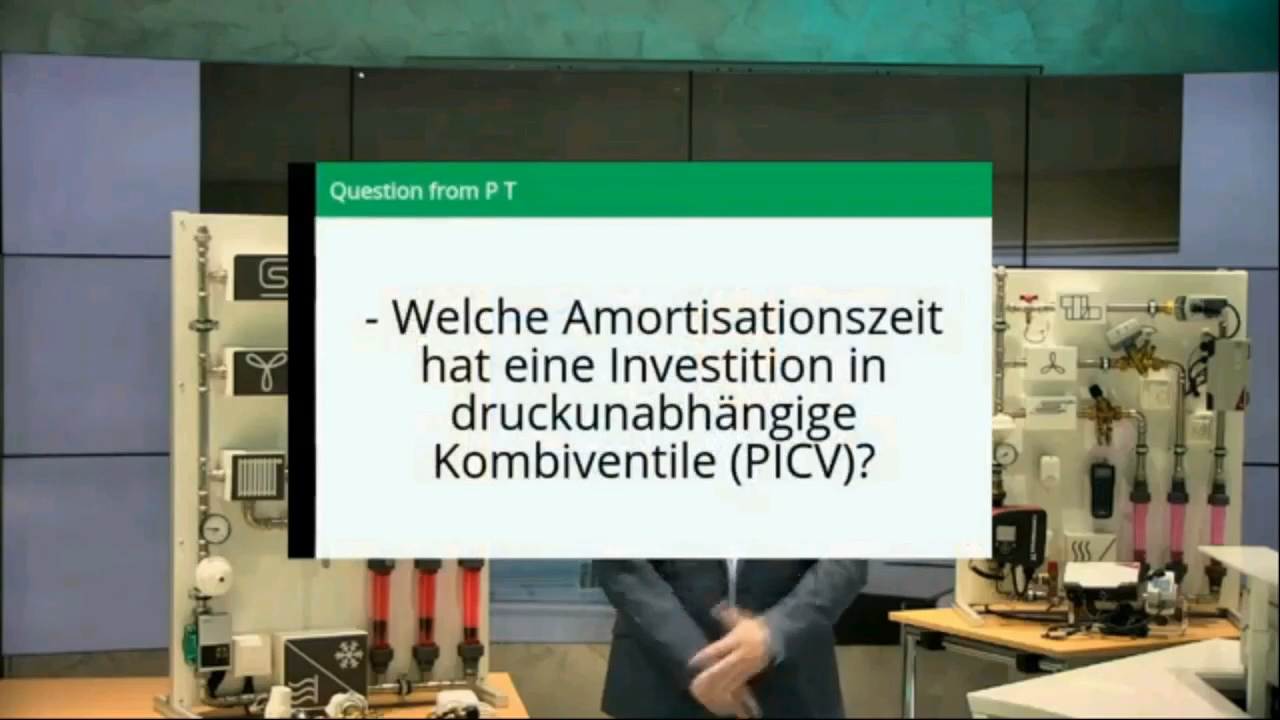 Question from P T
- Welche Amortisationszeit
hat eine Investition in
druckunabhängige
Kombiventile (PICV)?